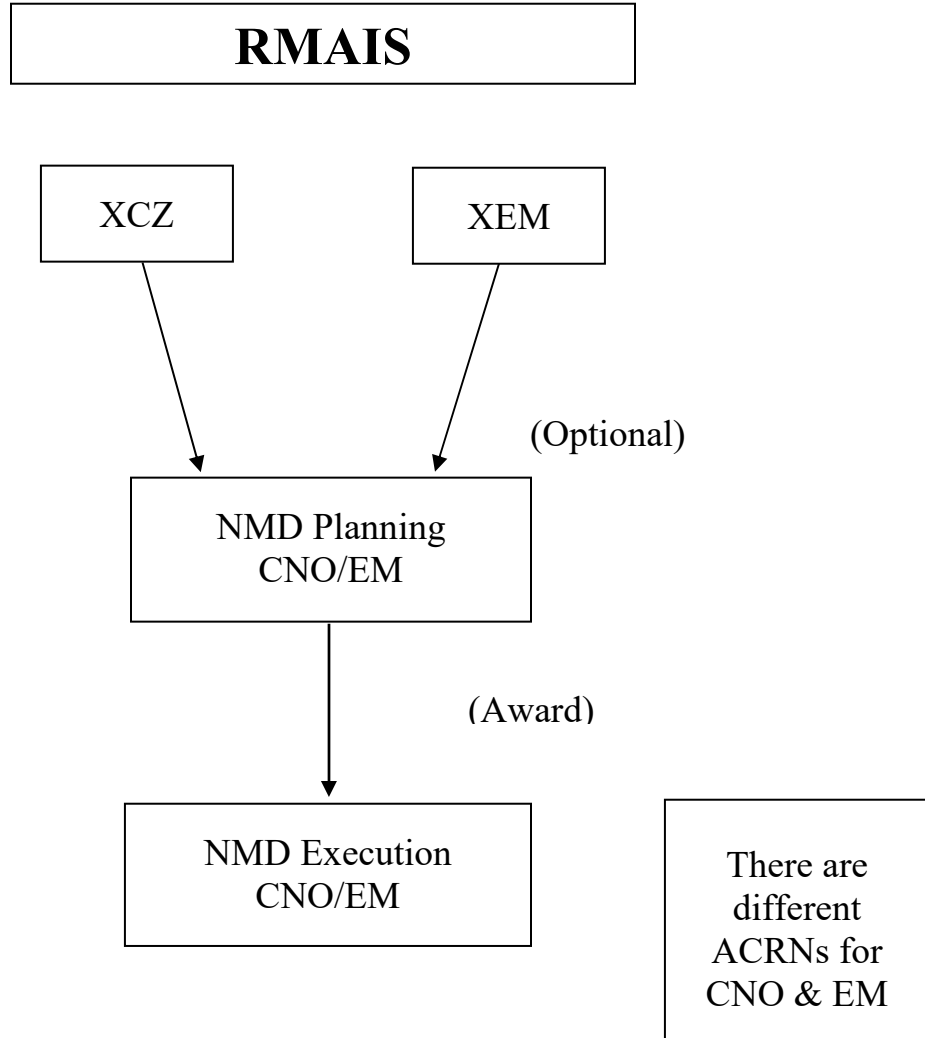 RMAIS
XCZ
XEM
(Optional)
NMD Planning
CNO/EM
(Award)
NMD Execution
CNO/EM
There are
different
ACRNs for
CNO & EM